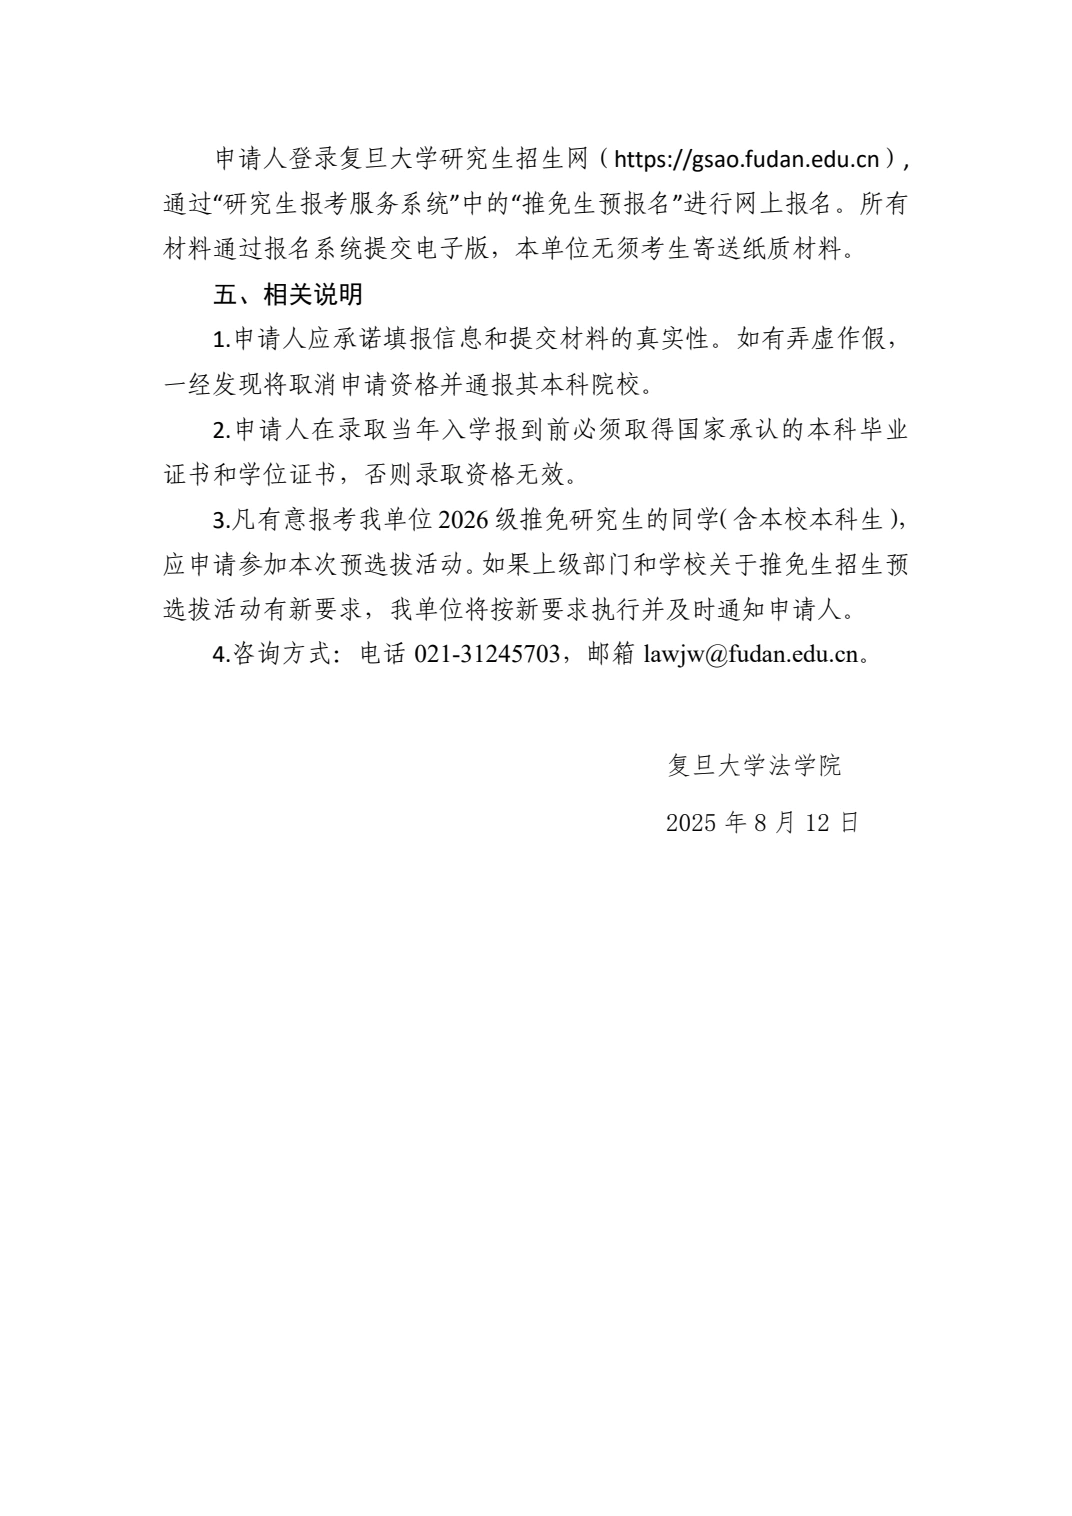 申请人登录复旦大学研究生招生网（https://gsao.fudan.edu.cn），
通过“研究生报考服务系统”中的“推免生预报名”进行网上报名。所有
材料通过报名系统提交电子版，本单位无须考生寄送纸质材料。
五、相关说明
1.申请人应承诺填报信息和提交材料的真实性。如有弄虚作假，
一经发现将取消申请资格并通报其本科院校。
2.申请人在录取当年入学报到前必须取得国家承认的本科毕业
证书和学位证书，否则录取资格无效。
3.凡有意报考我单位 2026 级推免研究生的同学（含本校本科生），
应申请参加本次预选拔活动。如果上级部门和学校关于推免生招生预
选拔活动有新要求，我单位将按新要求执行并及时通知申请人。
4.咨询方式：电话 021-31245703，邮箱 lawjw@fudan.edu.cn。
复旦大学法学院
2025 年 8 月 12 日